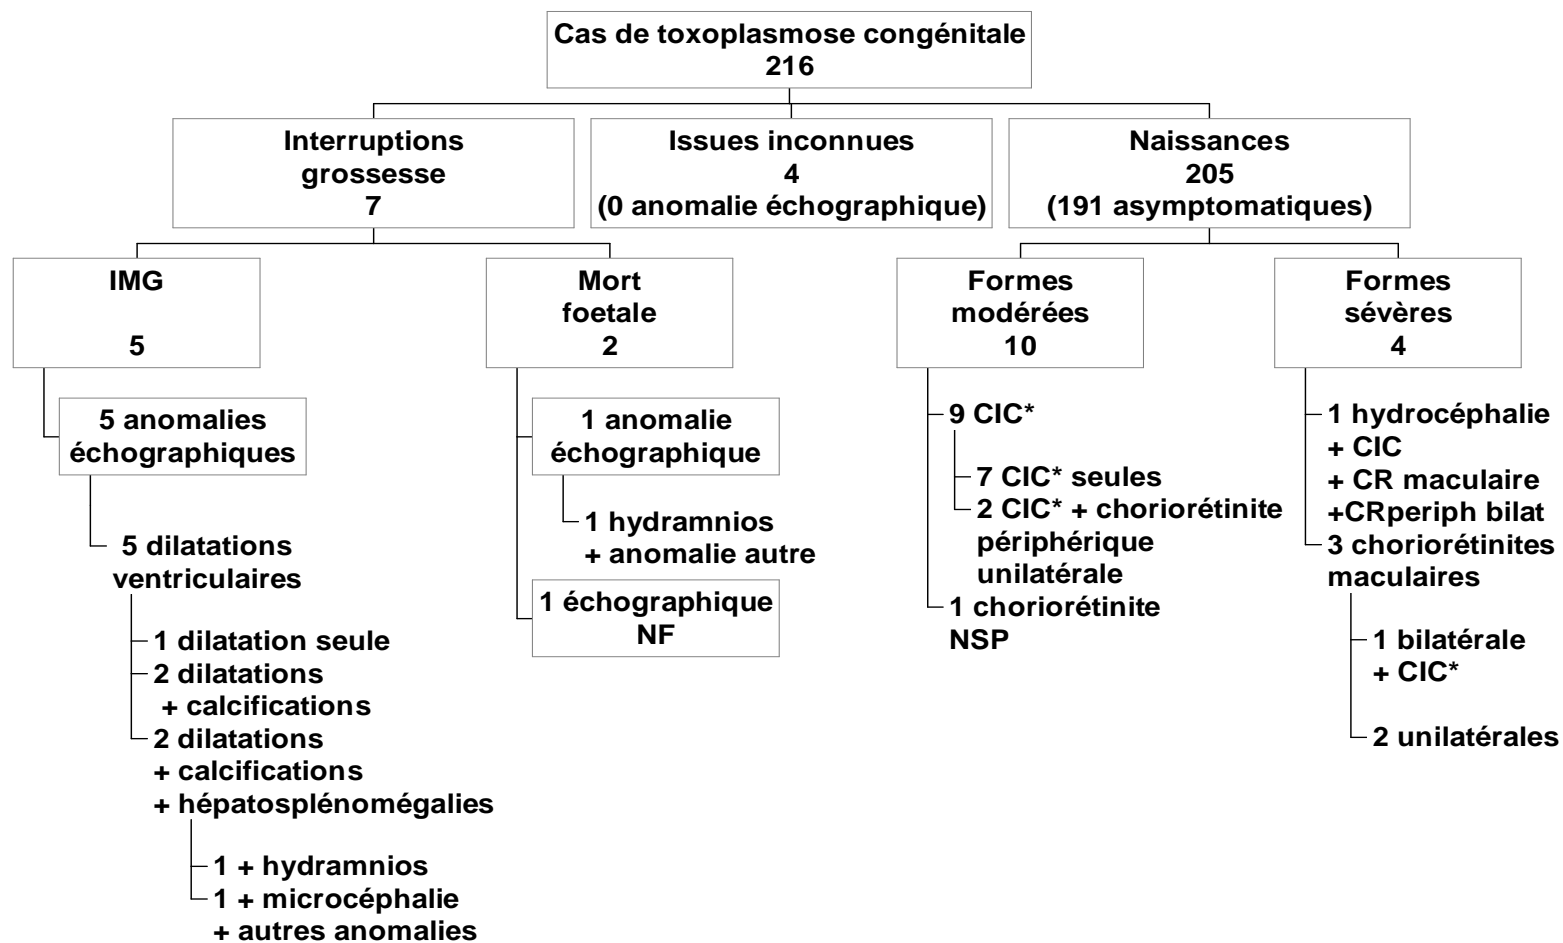 Cas de toxoplasmose congénitale
216
Interruptions
grossesse
7
Issues inconnues
4
(0 anomalie échographique)
Naissances
205
(191 asymptomatiques)
IMG
5
Mort
foetale
2
Formes
modérées
10
Formes
sévères
4
5 anomalies
échographiques
5 dilatations
ventriculaires
1 dilatation seule
2 dilatations
+ calcifications
2 dilatations
+ calcifications
+ hépatosplénomégalies
1 + hydramnios
1 + microcéphalie
+ autres anomalies
1 anomalie
échographique
1 hydramnios
+ anomalie autre
1 échographique
NF
9 CIC*
7 CIC* seules
2 CIC* + choriorétinite
périphérique
unilatérale
1 choriorétinite
NSP
1 hydrocéphalie
+ CIC
+ CR maculaire
+CRperiph bilat
3 choriorétinites
maculaires
1 bilatérale
+ CIC*
2 unilatérales